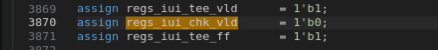 3869 assign regs_iui_tee_vld = 1'b1;
3870 assign regs_iui_chk_vld = 1'b0;
3871 assign regs_iui_tee_ff = 1'b1;